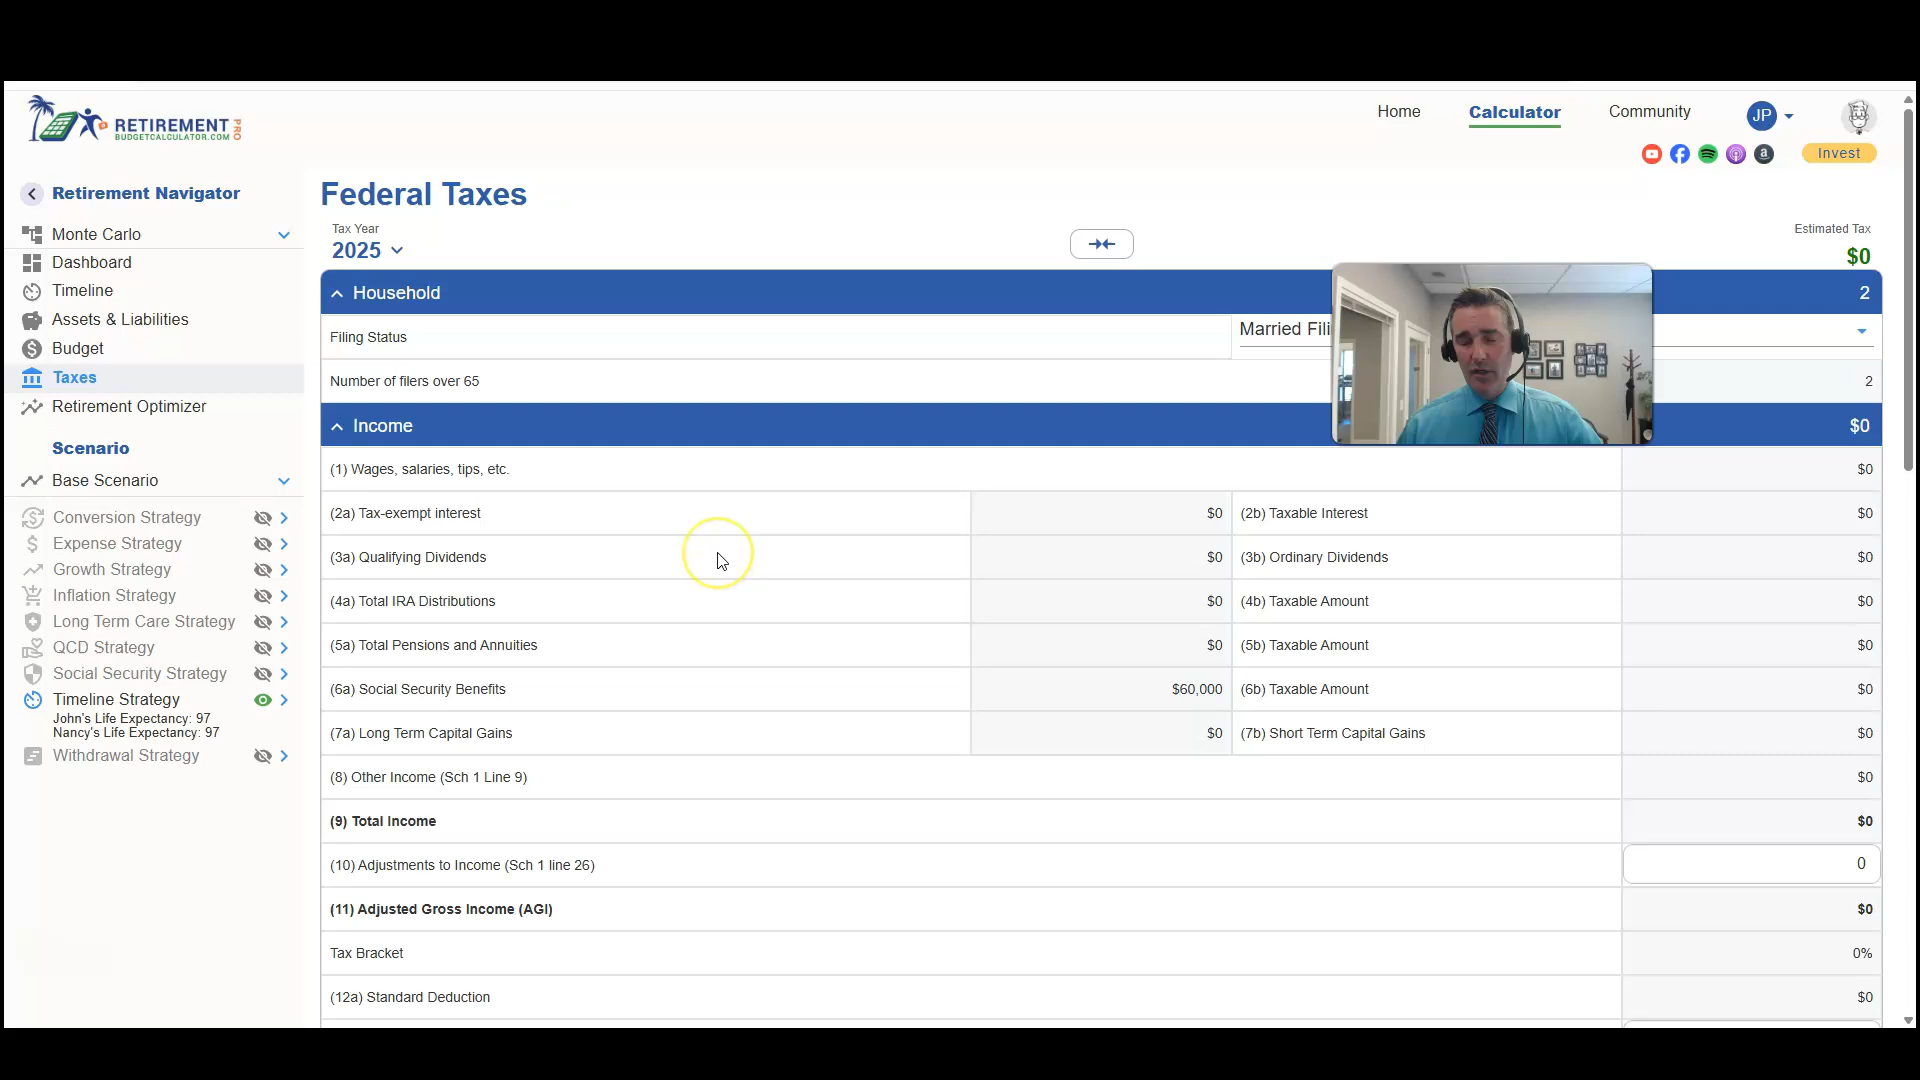 RETIREMENT PRO
BUDGETCALCULATOR.COM
Home
Calculator
Community
JP
Invest
Retirement Navigator
Monte Carlo
Dashboard
Timeline
Assets & Liabilities
Budget
Taxes
Retirement Optimizer
Scenario
Base Scenario
Conversion Strategy
Expense Strategy
Growth Strategy
Inflation Strategy
Long Term Care Strategy
QCD Strategy
Social Security Strategy
Timeline Strategy
John's Life Expectancy: 97
Nancy's Life Expectancy: 97
Withdrawal Strategy
Federal Taxes
Tax Year
2025
Estimated Tax
$0
Household 2
Filing Status Married Fili
Number of filers over 65 2
Income $0
(1) Wages, salaries, tips, etc. $0
(2a) Tax-exempt interest $0 (2b) Taxable Interest $0
(3a) Qualifying Dividends $0 (3b) Ordinary Dividends $0
(4a) Total IRA Distributions $0 (4b) Taxable Amount $0
(5a) Total Pensions and Annuities $0 (5b) Taxable Amount $0
(6a) Social Security Benefits $60,000 (6b) Taxable Amount $0
(7a) Long Term Capital Gains $0 (7b) Short Term Capital Gains $0
(8) Other Income (Sch 1 Line 9) $0
(9) Total Income $0
(10) Adjustments to Income (Sch 1 line 26) 0
(11) Adjusted Gross Income (AGI) $0
Tax Bracket 0%
(12a) Standard Deduction $0